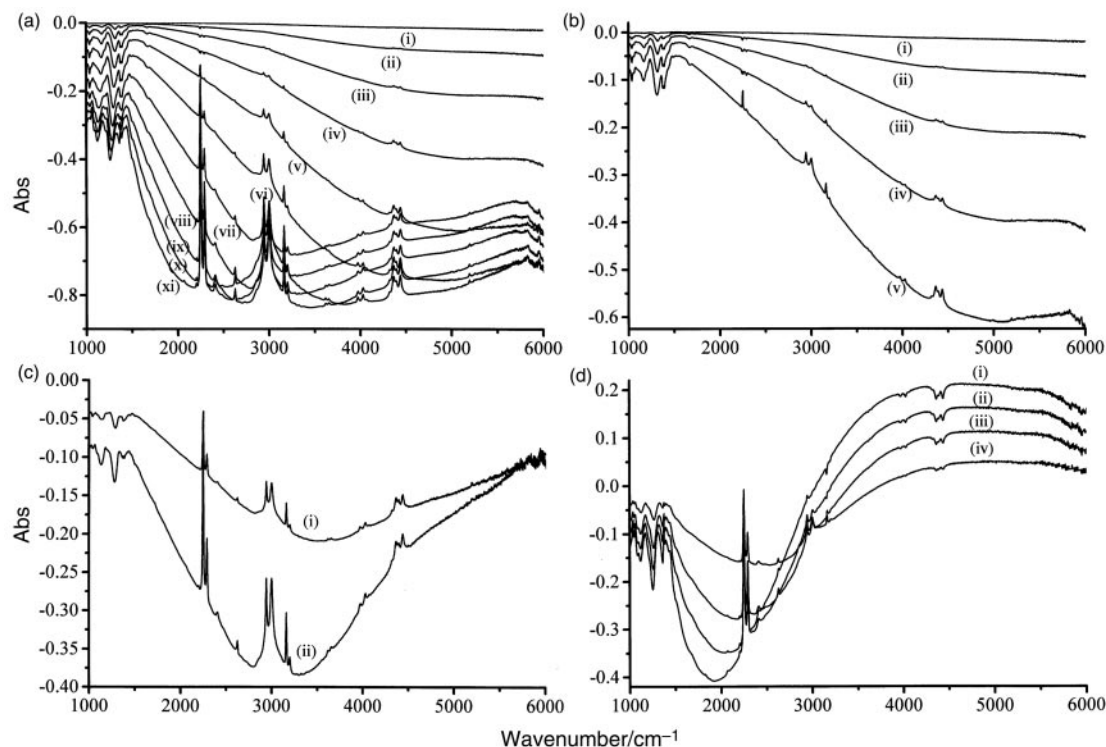 (a)
0.0
-0.2
-0.4
-0.6
-0.8
1000 2000 3000 4000 5000 6000
(i)
(ii)
(iii)
(iv)
(v)
(vi)
(vii)
(viii)
(ix)
(x)
(xi)
Abs
(b)
0.0
-0.1
-0.2
-0.3
-0.4
-0.5
-0.6
1000 2000 3000 4000 5000 6000
(i)
(ii)
(iii)
(iv)
(v)
(c)
0.00
-0.05
-0.10
-0.15
-0.20
-0.25
-0.30
-0.35
-0.40
1000 2000 3000 4000 5000 6000
(i)
(ii)
Abs
(d)
0.2
0.1
0.0
-0.1
-0.2
-0.3
-0.4
1000 2000 3000 4000 5000 6000
(i)
(ii)
(iii)
(iv)
Wavenumber/cm⁻¹